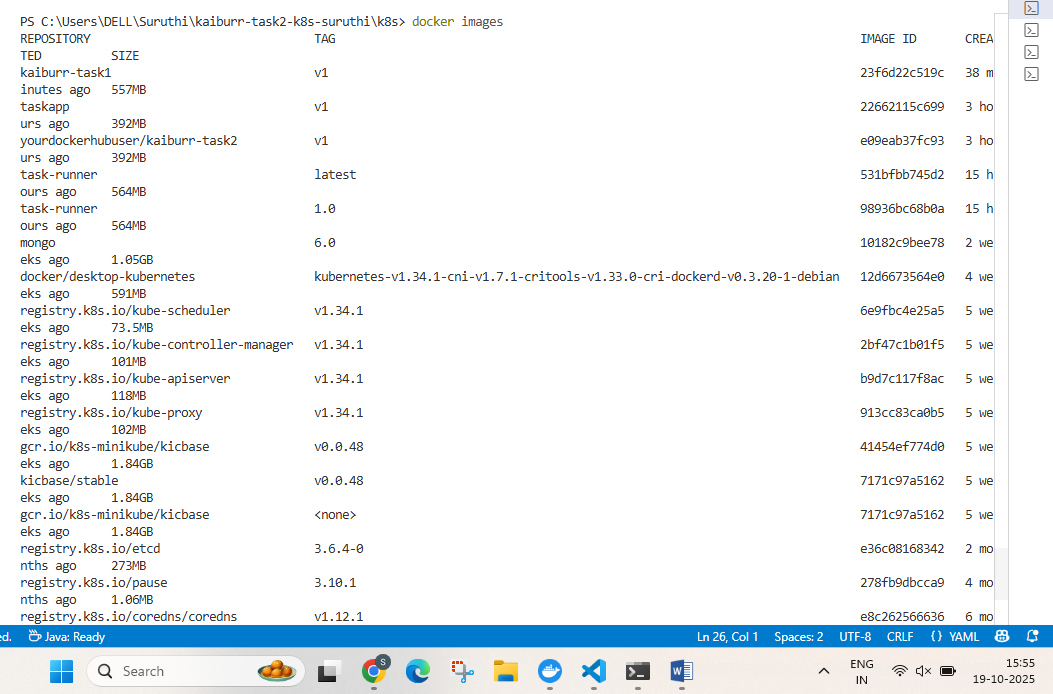 PS C:\Users\DELL\Suruthi\kaiburr-task2-k8s-suruthi\k8s> docker images
REPOSITORY TAG IMAGE ID CREA
TED SIZE
kaiburr-task1 v1 23f6d22c519c 38 m
inutes ago 557MB
taskapp v1 22662115c699 3 ho
urs ago 392MB
yourdockerhubuser/kaiburr-task2 v1 e09eab37fc93 3 ho
urs ago 392MB
task-runner latest 531bfbb745d2 15 h
ours ago 564MB
task-runner 1.0 98936bc68b0a 15 h
ours ago 564MB
mongo 6.0 10182c9bee78 2 we
eks ago 1.05GB
docker/desktop-kubernetes kubernetes-v1.34.1-cni-v1.7.1-critools-v1.33.0-cri-dockerd-v0.3.20-1-debian 12d6673564e0 4 we
eks ago 591MB
registry.k8s.io/kube-scheduler v1.34.1 6e9fbc4e25a5 5 we
eks ago 73.5MB
registry.k8s.io/kube-controller-manager v1.34.1 2bf47c1b01f5 5 we
eks ago 101MB
registry.k8s.io/kube-apiserver v1.34.1 b9d7c117f8ac 5 we
eks ago 118MB
registry.k8s.io/kube-proxy v1.34.1 913cc83ca0b5 5 we
eks ago 102MB
gcr.io/k8s-minikube/kicbase v0.0.48 41454ef774d0 5 we
eks ago 1.84GB
kicbase/stable v0.0.48 7171c97a5162 5 we
eks ago 1.84GB
gcr.io/k8s-minikube/kicbase <none> 7171c97a5162 5 we
eks ago 1.84GB
registry.k8s.io/etcd 3.6.4-0 e36c08168342 2 mo
nths ago 273MB
registry.k8s.io/pause 3.10.1 278fb9dbcca9 4 mo
nths ago 1.06MB
registry.k8s.io/coredns/coredns v1.12.1 e8c262566636 6 mo
ed. Java: Ready Ln 26, Col 1 Spaces: 2 UTF-8 CRLF {} YAML
Search S ENG 15:55
IN 19-10-2025